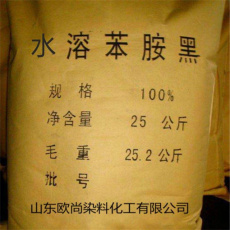 水溶苯胺黑
规格 100%
净含量 25 公斤
毛重 25.2 公斤
批号
山东欧尚染料化工有限公司